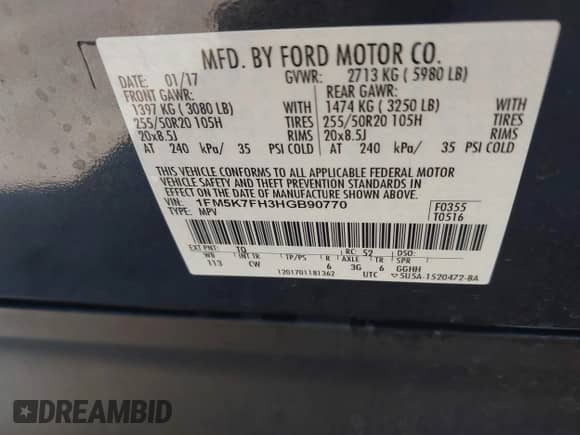 MFD. BY FORD MOTOR CO.
DATE: 01/17 GVWR: 2713 KG ( 5980 LB)
FRONT GAWR: REAR GAWR:
1397 KG ( 3080 LB) WITH 1474 KG ( 3250 LB) WITH
255/50R20 105H TIRES 255/50R20 105H TIRES
20x8.5J RIMS 20x8.5J RIMS
AT 240 kPa/ 35 PSI COLD AT 240 kPa/ 35 PSI COLD
THIS VEHICLE CONFORMS TO ALL APPLICABLE FEDERAL MOTOR
VEHICLE SAFETY AND THEFT PREVENTION STANDARDS IN
EFFECT ON THE DATE OF MANUFACTURE SHOWN ABOVE.
VIN: 1FM5K7FH3HGB90770 F0355
TYPE: MPV T0516
EXT PNT: TQ RC: 52 DSO:
WB INT TR TP/PS R AXLE TR SPR
113 CW 6 3G 6 GGHH
1201701181362 UTC ▽5U5A-1520472-BA
DREAMBID